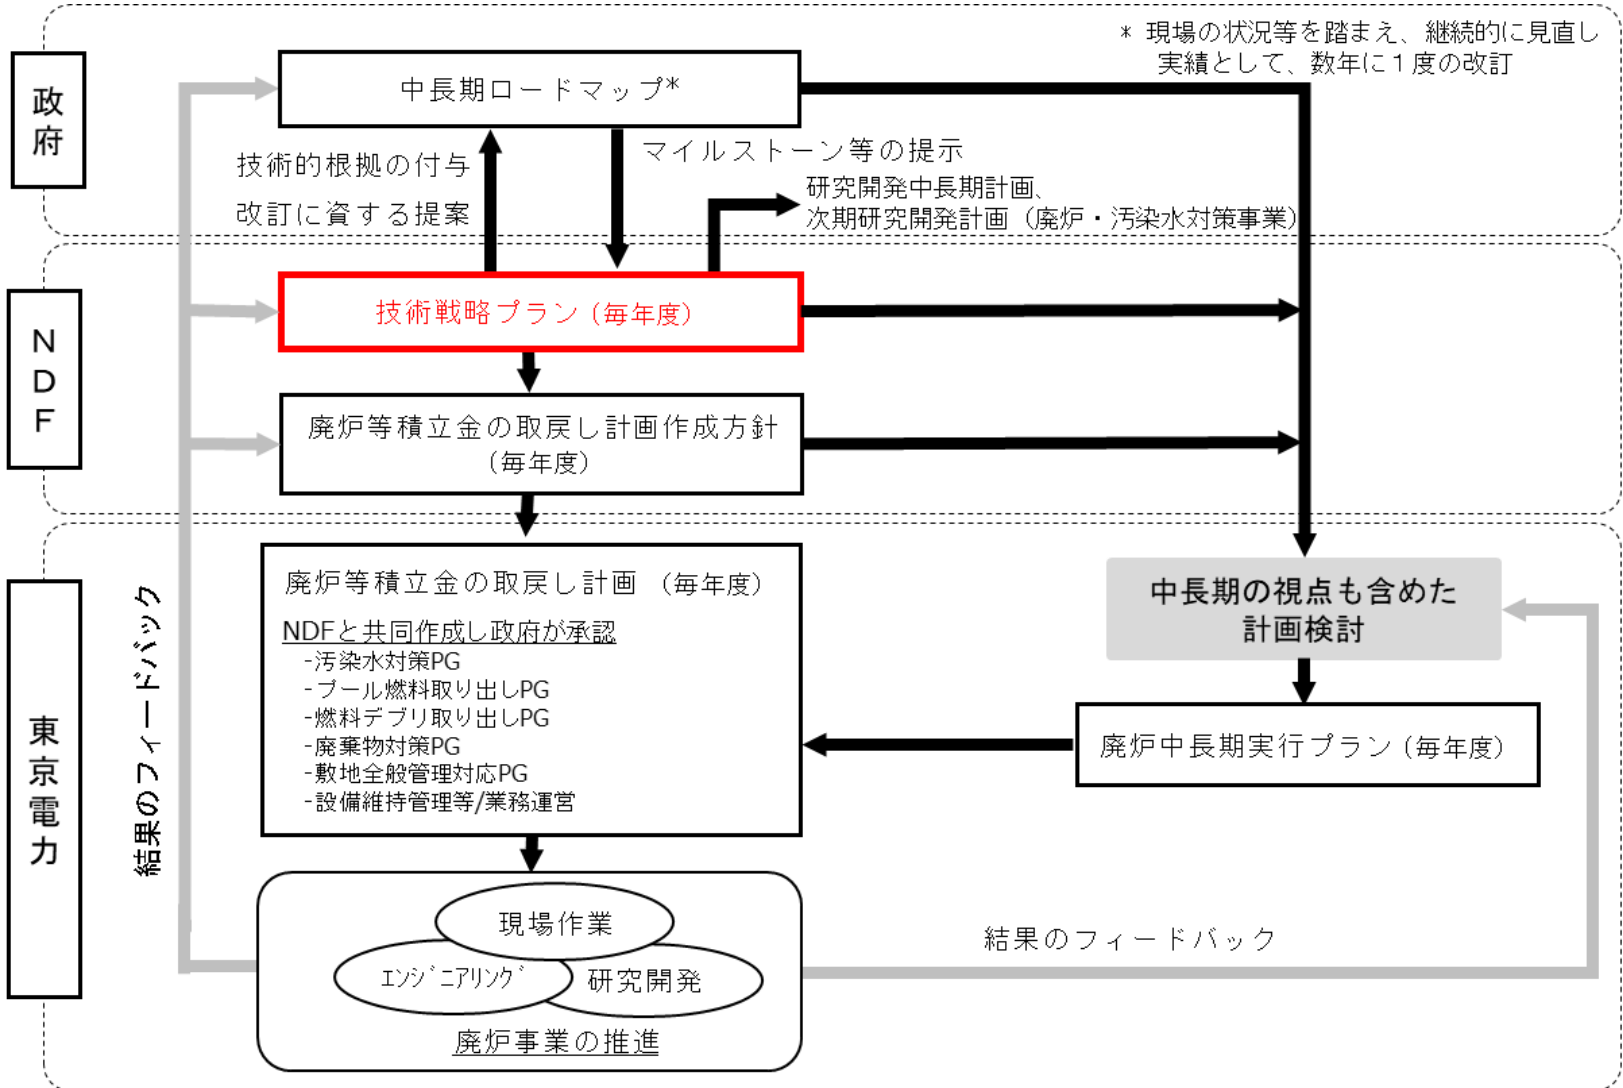 * 現場の状況等を踏まえ、継続的に見直し
実績として、数年に１度の改訂
政府
中長期ロードマップ*
技術的根拠の付与
改訂に資する提案
マイルストーン等の提示
研究開発中長期計画、
次期研究開発計画（廃炉・汚染水対策事業）
NDF
技術戦略プラン（毎年度）
廃炉等積立金の取戻し計画作成方針
（毎年度）
東京電力
結果のフィードバック
廃炉等積立金の取戻し計画 （毎年度）
NDFと共同作成し政府が承認
-汚染水対策PG
-プール燃料取り出しPG
-燃料デブリ取り出しPG
-廃棄物対策PG
-敷地全般管理対応PG
-設備維持管理等/業務運営
中長期の視点も含めた
計画検討
廃炉中長期実行プラン（毎年度）
現場作業
ｴﾝｼﾞﾆｱﾘﾝｸﾞ
研究開発
廃炉事業の推進
結果のフィードバック